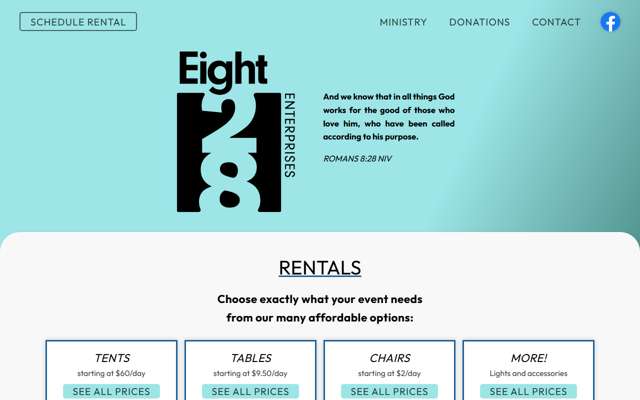 SCHEDULE RENTAL
MINISTRY
DONATIONS
CONTACT
Eight
28
ENTERPRISES
And we know that in all things God
works for the good of those who
love him, who have been called
according to his purpose.
ROMANS 8:28 NIV
RENTALS
Choose exactly what your event needs
from our many affordable options:
TENTS
starting at $60/day
SEE ALL PRICES
TABLES
starting at $9.50/day
SEE ALL PRICES
CHAIRS
starting at $2/day
SEE ALL PRICES
MORE!
Lights and accessories
SEE ALL PRICES